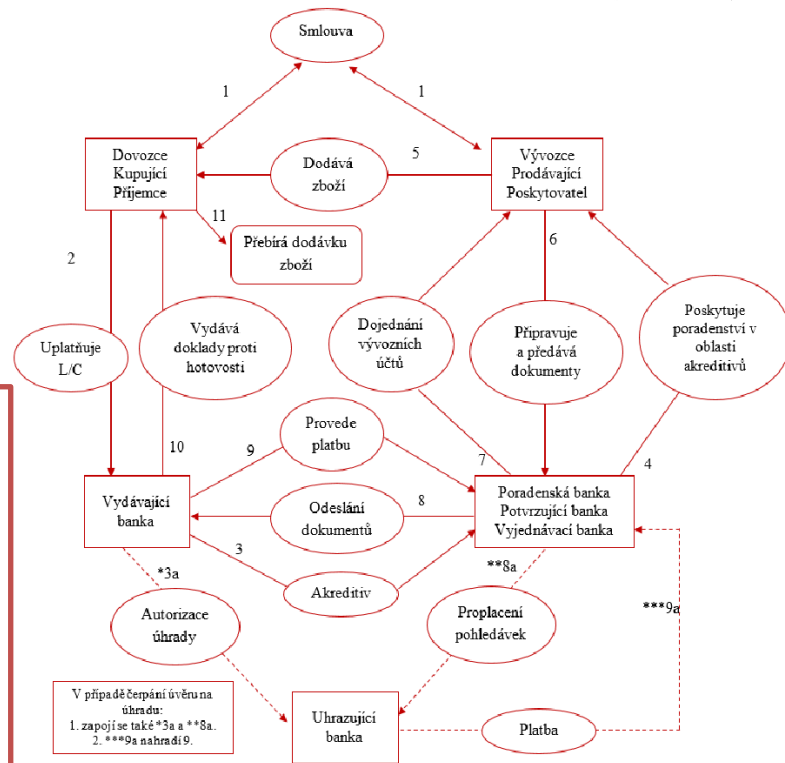 Smlouva
1
1
Dovozce
Kupující
Příjemce
Dodává
zboží
5
Vývozce
Prodávající
Poskytovatel
11
Přebírá dodávku
zboží
2
6
Uplatňuje
L/C
Vydává
doklady proti
hotovosti
Dojednání
vývozních
účtů
Připravuje
a předává
dokumenty
Poskytuje
poradenství v
oblasti
akreditivů
10
9
Provede
platbu
7
4
Vydávající
banka
Odeslání
dokumentů
8
Poradenská banka
Potvrzující banka
Vyjednávací banka
*3a
3
Akreditiv
**8a
***9a
Autorizace
úhrady
Proplacení
pohledávek
V případě čerpání úvěru na
úhradu:
1. zapojí se také *3a a **8a.
2. ***9a nahradí 9.
Uhrazující
banka
Platba